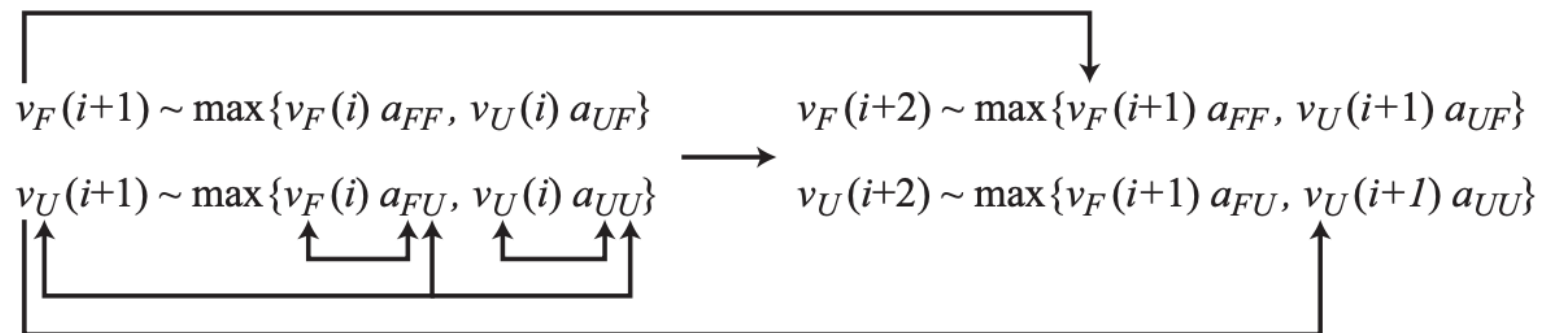 v_F(i+1) ~ max{v_F(i) a_FF, v_U(i) a_UF}
v_U(i+1) ~ max{v_F(i) a_FU, v_U(i) a_UU}
v_F(i+2) ~ max{v_F(i+1) a_FF, v_U(i+1) a_UF}
v_U(i+2) ~ max{v_F(i+1) a_FU, v_U(i+1) a_UU}